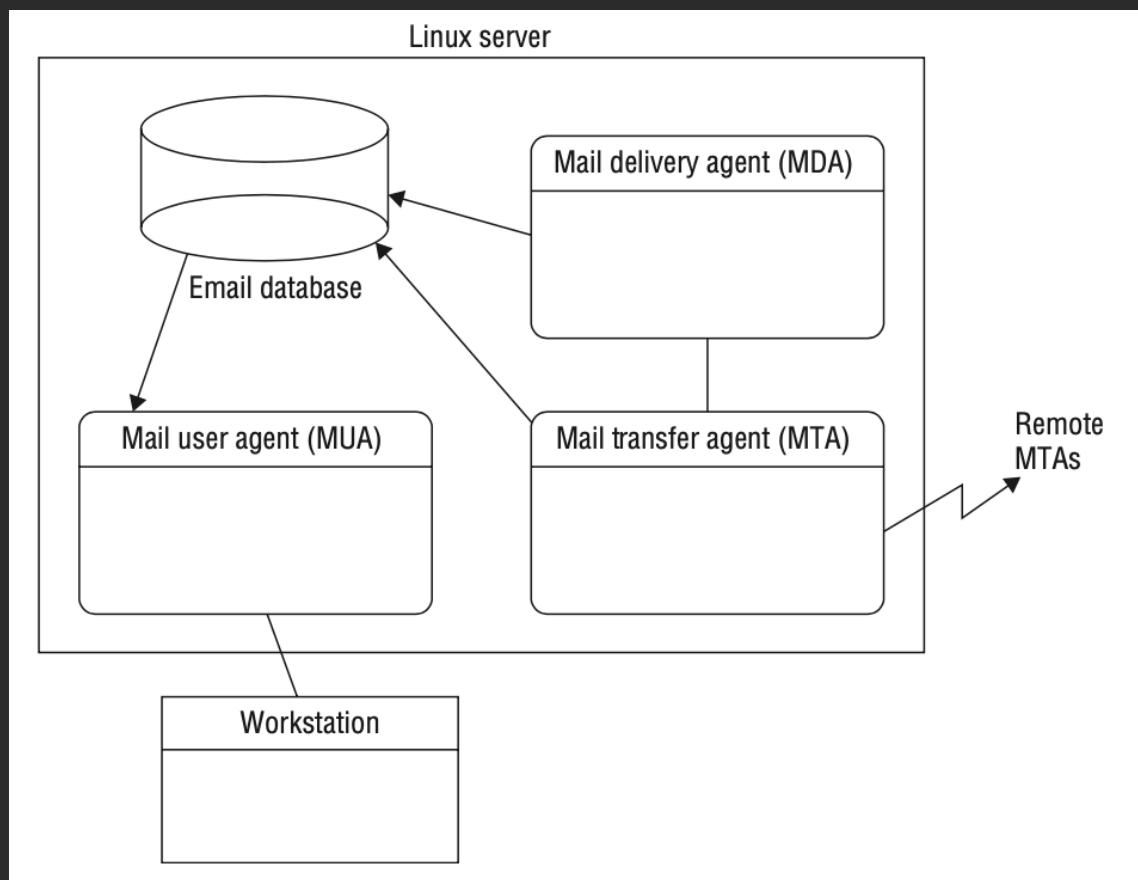 Linux server
Mail delivery agent (MDA)
Email database
Mail user agent (MUA)
Mail transfer agent (MTA)
Remote
MTAs
Workstation